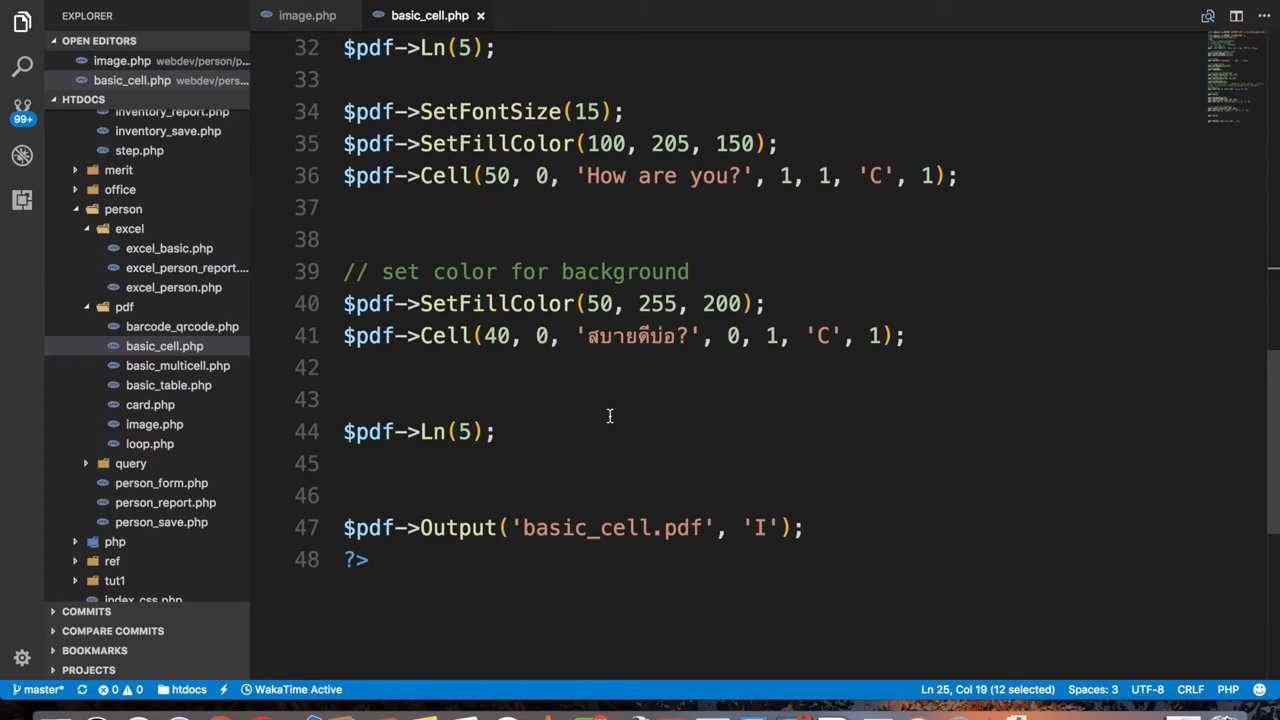 EXPLORER
image.php
basic_cell.php
OPEN EDITORS
image.php webdev/person/p...
basic_cell.php webdev/pers...
HTDOCS
inventory_report.php
inventory_save.php
step.php
merit
office
person
excel
excel_basic.php
excel_person_report....
excel_person.php
pdf
barcode_qrcode.php
basic_cell.php
basic_multicell.php
basic_table.php
card.php
image.php
loop.php
query
person_form.php
person_report.php
person_save.php
php
ref
tut1
index_css.php
COMMITS
COMPARE COMMITS
BOOKMARKS
PROJECTS
99+
32 $pdf->Ln(5);
33
34 $pdf->SetFontSize(15);
35 $pdf->SetFillColor(100, 205, 150);
36 $pdf->Cell(50, 0, 'How are you?', 1, 1, 'C', 1);
37
38
39 // set color for background
40 $pdf->SetFillColor(50, 255, 200);
41 $pdf->Cell(40, 0, 'สบายดีบ่อ?', 0, 1, 'C', 1);
42
43
44 $pdf->Ln(5);
45
46
47 $pdf->Output('basic_cell.pdf', 'I');
48 ?>
master* 0 0 htdocs WakaTime Active Ln 25, Col 19 (12 selected) Spaces: 3 UTF-8 CRLF PHP